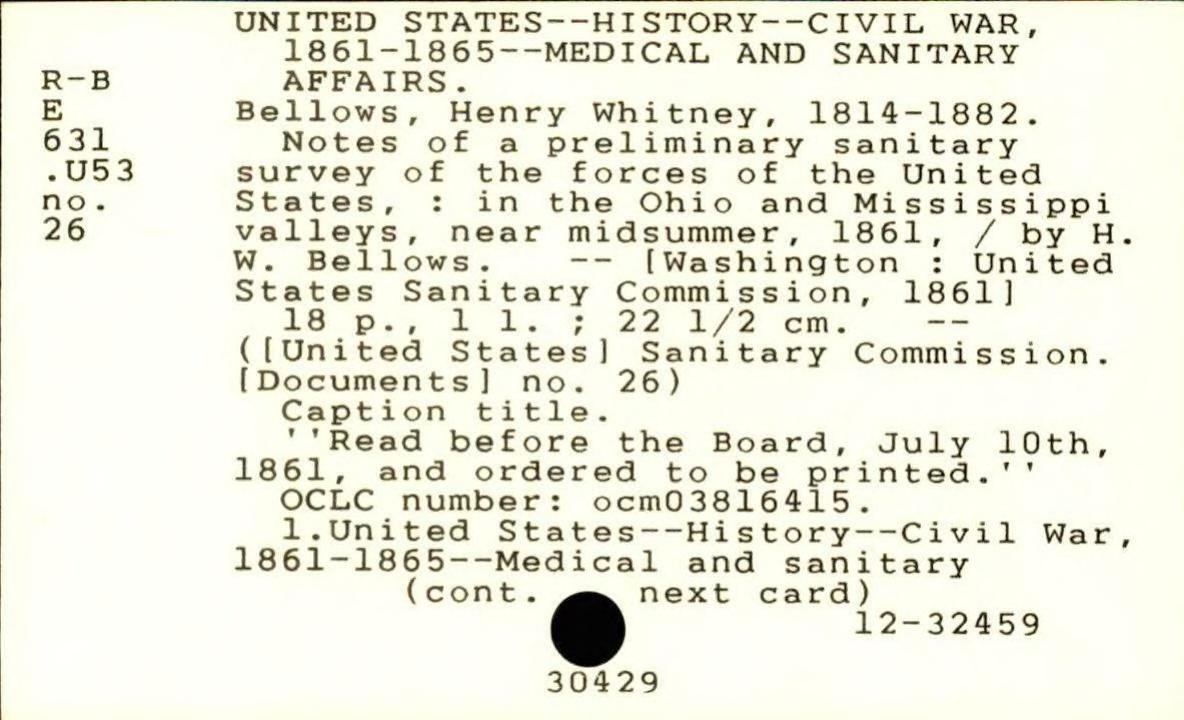 UNITED STATES--HISTORY--CIVIL WAR,
1861-1865--MEDICAL AND SANITARY
R-B AFFAIRS.
E Bellows, Henry Whitney, 1814-1882.
631 Notes of a preliminary sanitary
.U53 survey of the forces of the United
no. States, : in the Ohio and Mississippi
26 valleys, near midsummer, 1861, / by H.
W. Bellows. -- [Washington : United
States Sanitary Commission, 1861]
18 p., 1 l. ; 22 1/2 cm. --
([United States] Sanitary Commission.
[Documents] no. 26)
Caption title.
''Read before the Board, July 10th,
1861, and ordered to be printed.''
OCLC number: ocm03816415.
1.United States--History--Civil War,
1861-1865--Medical and sanitary
(cont. next card)
12-32459
30429